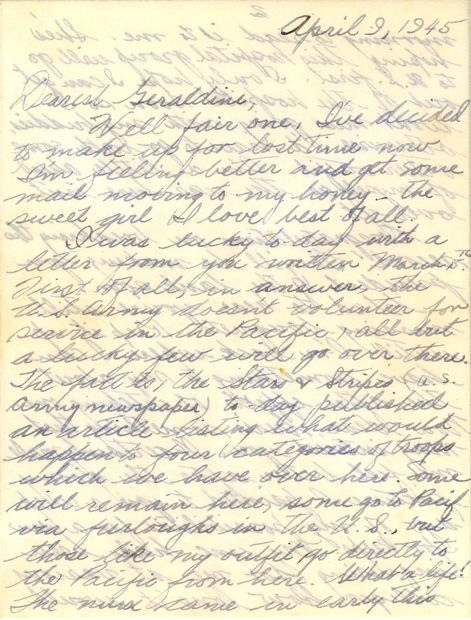 April 9, 1945
Dearest Geraldine,
Well fair one, I've decided
to make up for lost time now
I'm feeling better and get some
mail moving to my honey - the
sweet girl I love best of all.
I was lucky to-day with a
letter from you written March
First of all, in answer, the
U.S. Army doesn't volunteer for
service in the Pacific, all but
a lucky few will go over there.
The fact is, the Stars & Stripes (U.S.
Army newspaper) to-day published
an article listing what would
happen to four categories of troops
which we have over here. Some
will remain here, some go to Pacif
via furloughs in the U.S., but
those like my outfit, go directly to
the Pacific from here. What a life!
The nurse came in early this